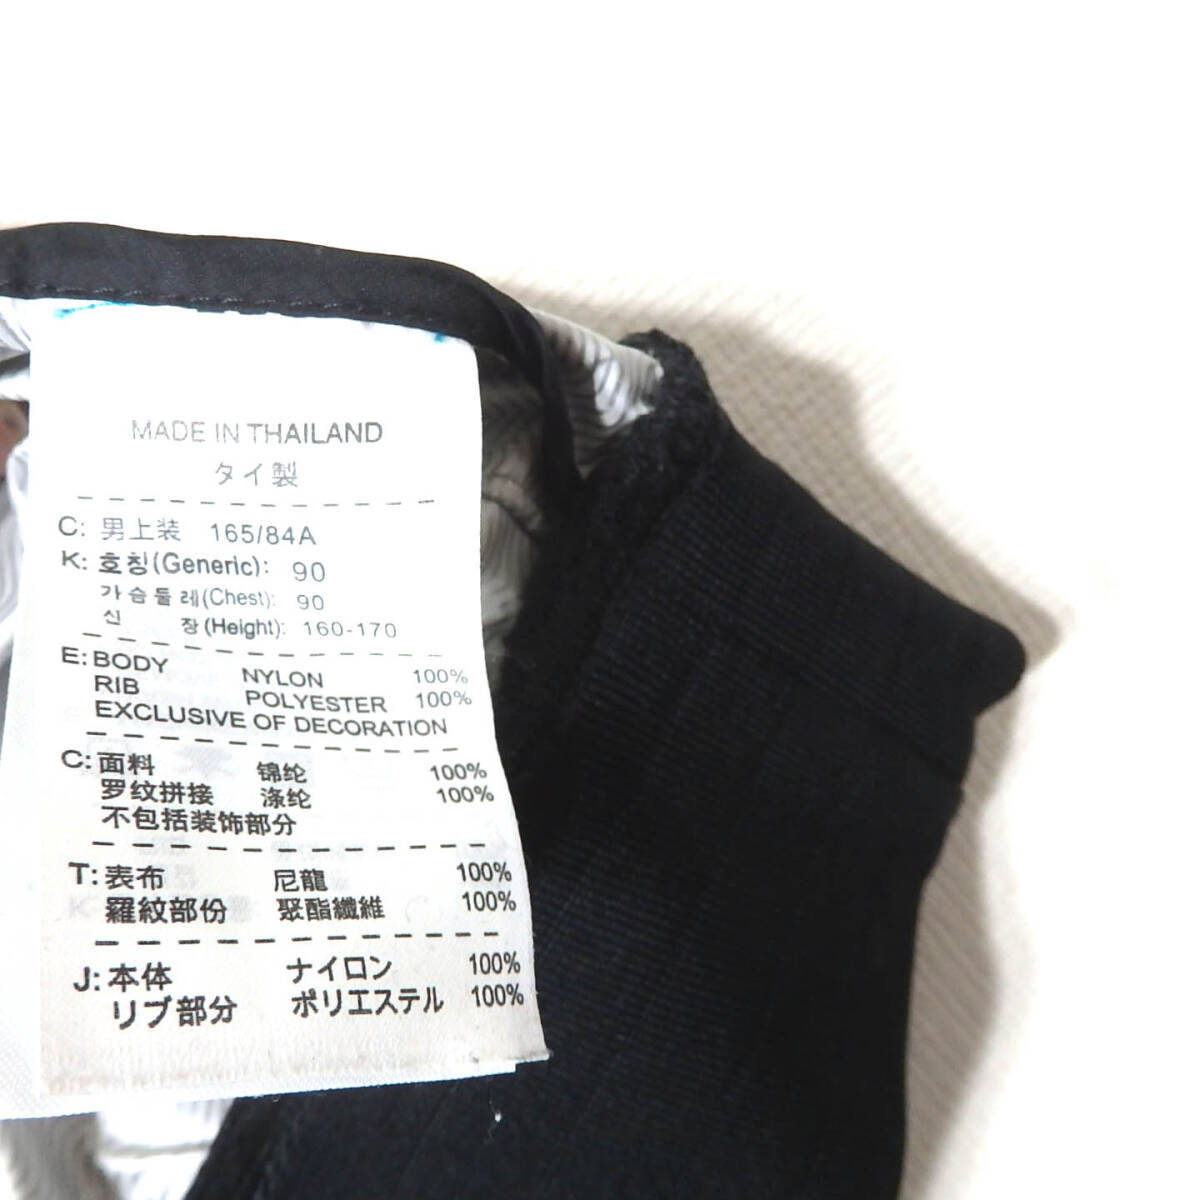 MADE IN THAILAND
タイ製
C: 男上装 165/84A
K: 호칭(Generic): 90
가슴둘레(Chest): 90
신 장(Height): 160-170
E: BODY NYLON 100%
RIB POLYESTER 100%
EXCLUSIVE OF DECORATION
C: 面料 锦纶 100%
罗纹拼接 涤纶 100%
不包括装饰部分
T: 表布 尼龍 100%
羅紋部份 聚酯纖維 100%
J: 本体 ナイロン 100%
リブ部分 ポリエステル 100%